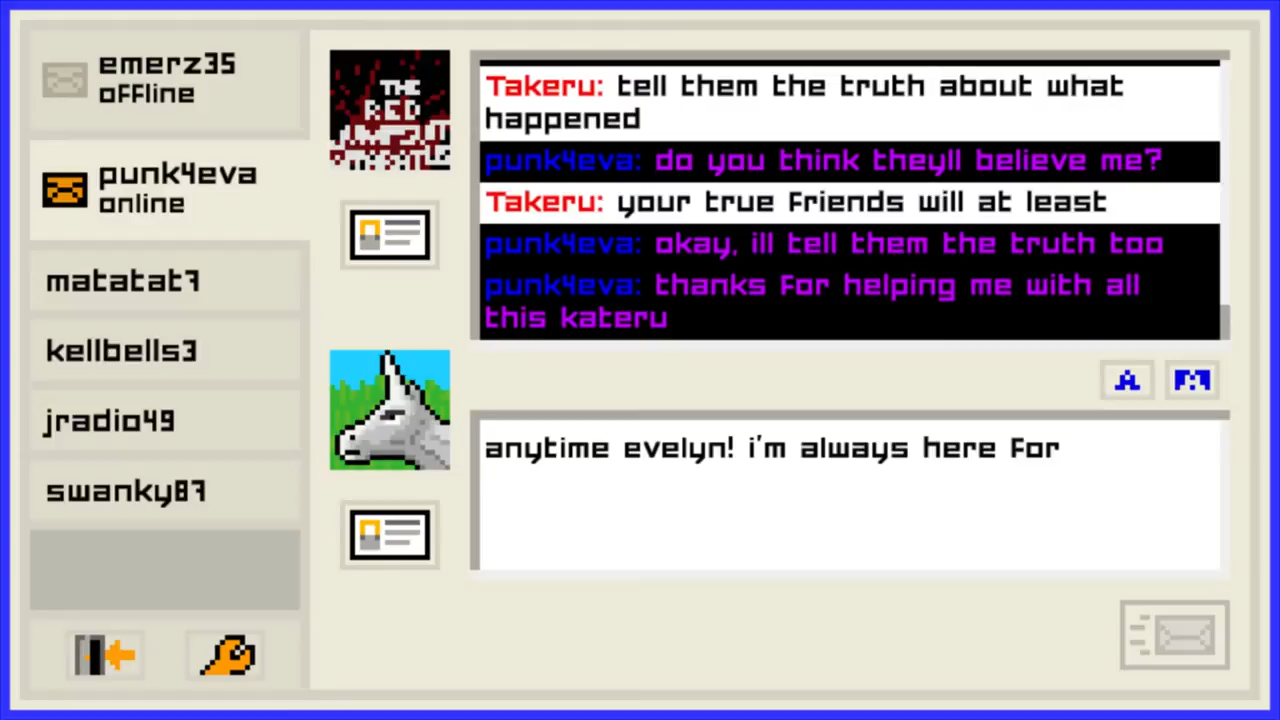 emerz35
offline
punk4eva
online
matatat7
kellbells3
jradio49
swanky87
THE
RED
Takeru: tell them the truth about what
happened
punk4eva: do you think theyll believe me?
Takeru: your true friends will at least
punk4eva: okay, ill tell them the truth too
punk4eva: thanks for helping me with all
this kateru
A
anytime evelyn! i'm always here for